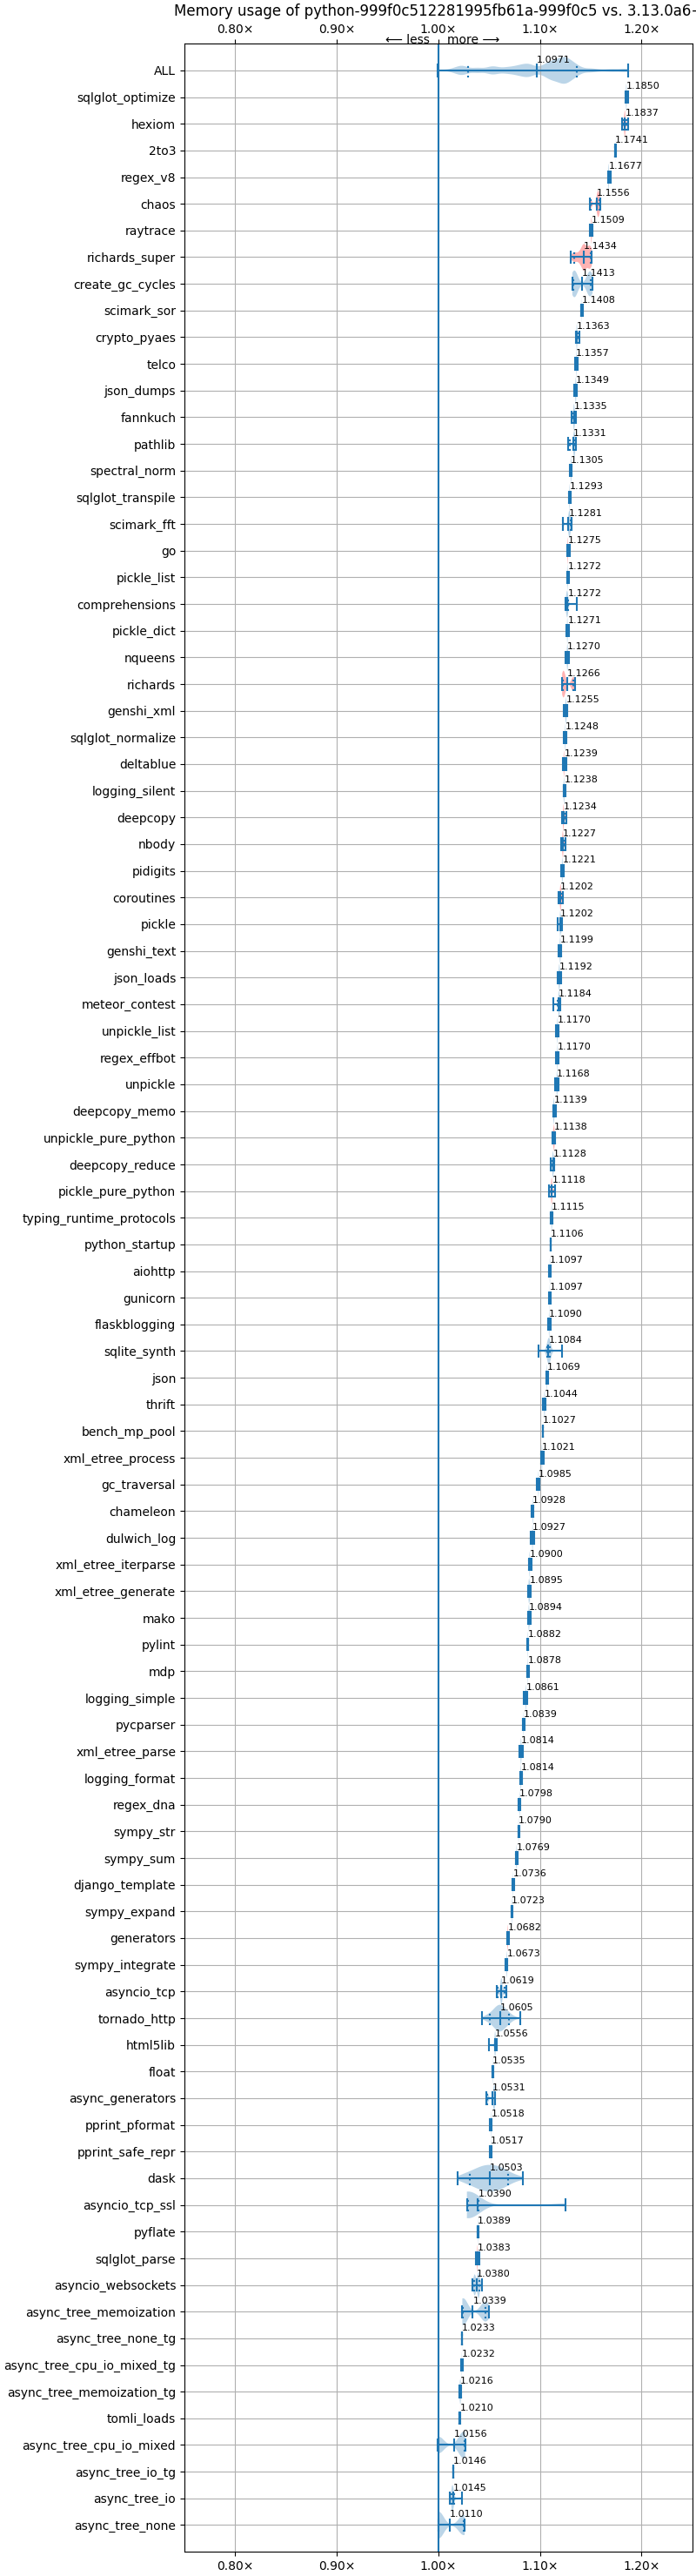 Memory usage of python-999f0c512281995fb61a-999f0c5 vs. 3.13.0a6-
0.80× 0.90× 1.00× 1.10× 1.20×
⟵ less more ⟶
ALL 1.0971
sqlglot_optimize 1.1850
hexiom 1.1837
2to3 1.1741
regex_v8 1.1677
chaos 1.1556
raytrace 1.1509
richards_super 1.1434
create_gc_cycles 1.1413
scimark_sor 1.1408
crypto_pyaes 1.1363
telco 1.1357
json_dumps 1.1349
fannkuch 1.1335
pathlib 1.1331
spectral_norm 1.1305
sqlglot_transpile 1.1293
scimark_fft 1.1281
go 1.1275
pickle_list 1.1272
comprehensions 1.1272
pickle_dict 1.1271
nqueens 1.1270
richards 1.1266
genshi_xml 1.1255
sqlglot_normalize 1.1248
deltablue 1.1239
logging_silent 1.1238
deepcopy 1.1234
nbody 1.1227
pidigits 1.1221
coroutines 1.1202
pickle 1.1202
genshi_text 1.1199
json_loads 1.1192
meteor_contest 1.1184
unpickle_list 1.1170
regex_effbot 1.1170
unpickle 1.1168
deepcopy_memo 1.1139
unpickle_pure_python 1.1138
deepcopy_reduce 1.1128
pickle_pure_python 1.1118
typing_runtime_protocols 1.1115
python_startup 1.1106
aiohttp 1.1097
gunicorn 1.1097
flaskblogging 1.1090
sqlite_synth 1.1084
json 1.1069
thrift 1.1044
bench_mp_pool 1.1027
xml_etree_process 1.1021
gc_traversal 1.0985
chameleon 1.0928
dulwich_log 1.0927
xml_etree_iterparse 1.0900
xml_etree_generate 1.0895
mako 1.0894
pylint 1.0882
mdp 1.0878
logging_simple 1.0861
pycparser 1.0839
xml_etree_parse 1.0814
logging_format 1.0814
regex_dna 1.0798
sympy_str 1.0790
sympy_sum 1.0769
django_template 1.0736
sympy_expand 1.0723
generators 1.0682
sympy_integrate 1.0673
asyncio_tcp 1.0619
tornado_http 1.0605
html5lib 1.0556
float 1.0535
async_generators 1.0531
pprint_pformat 1.0518
pprint_safe_repr 1.0517
dask 1.0503
asyncio_tcp_ssl 1.0390
pyflate 1.0389
sqlglot_parse 1.0383
asyncio_websockets 1.0380
async_tree_memoization 1.0339
async_tree_none_tg 1.0233
async_tree_cpu_io_mixed_tg 1.0232
async_tree_memoization_tg 1.0216
tomli_loads 1.0210
async_tree_cpu_io_mixed 1.0156
async_tree_io_tg 1.0146
async_tree_io 1.0145
async_tree_none 1.0110
0.80× 0.90× 1.00× 1.10× 1.20×